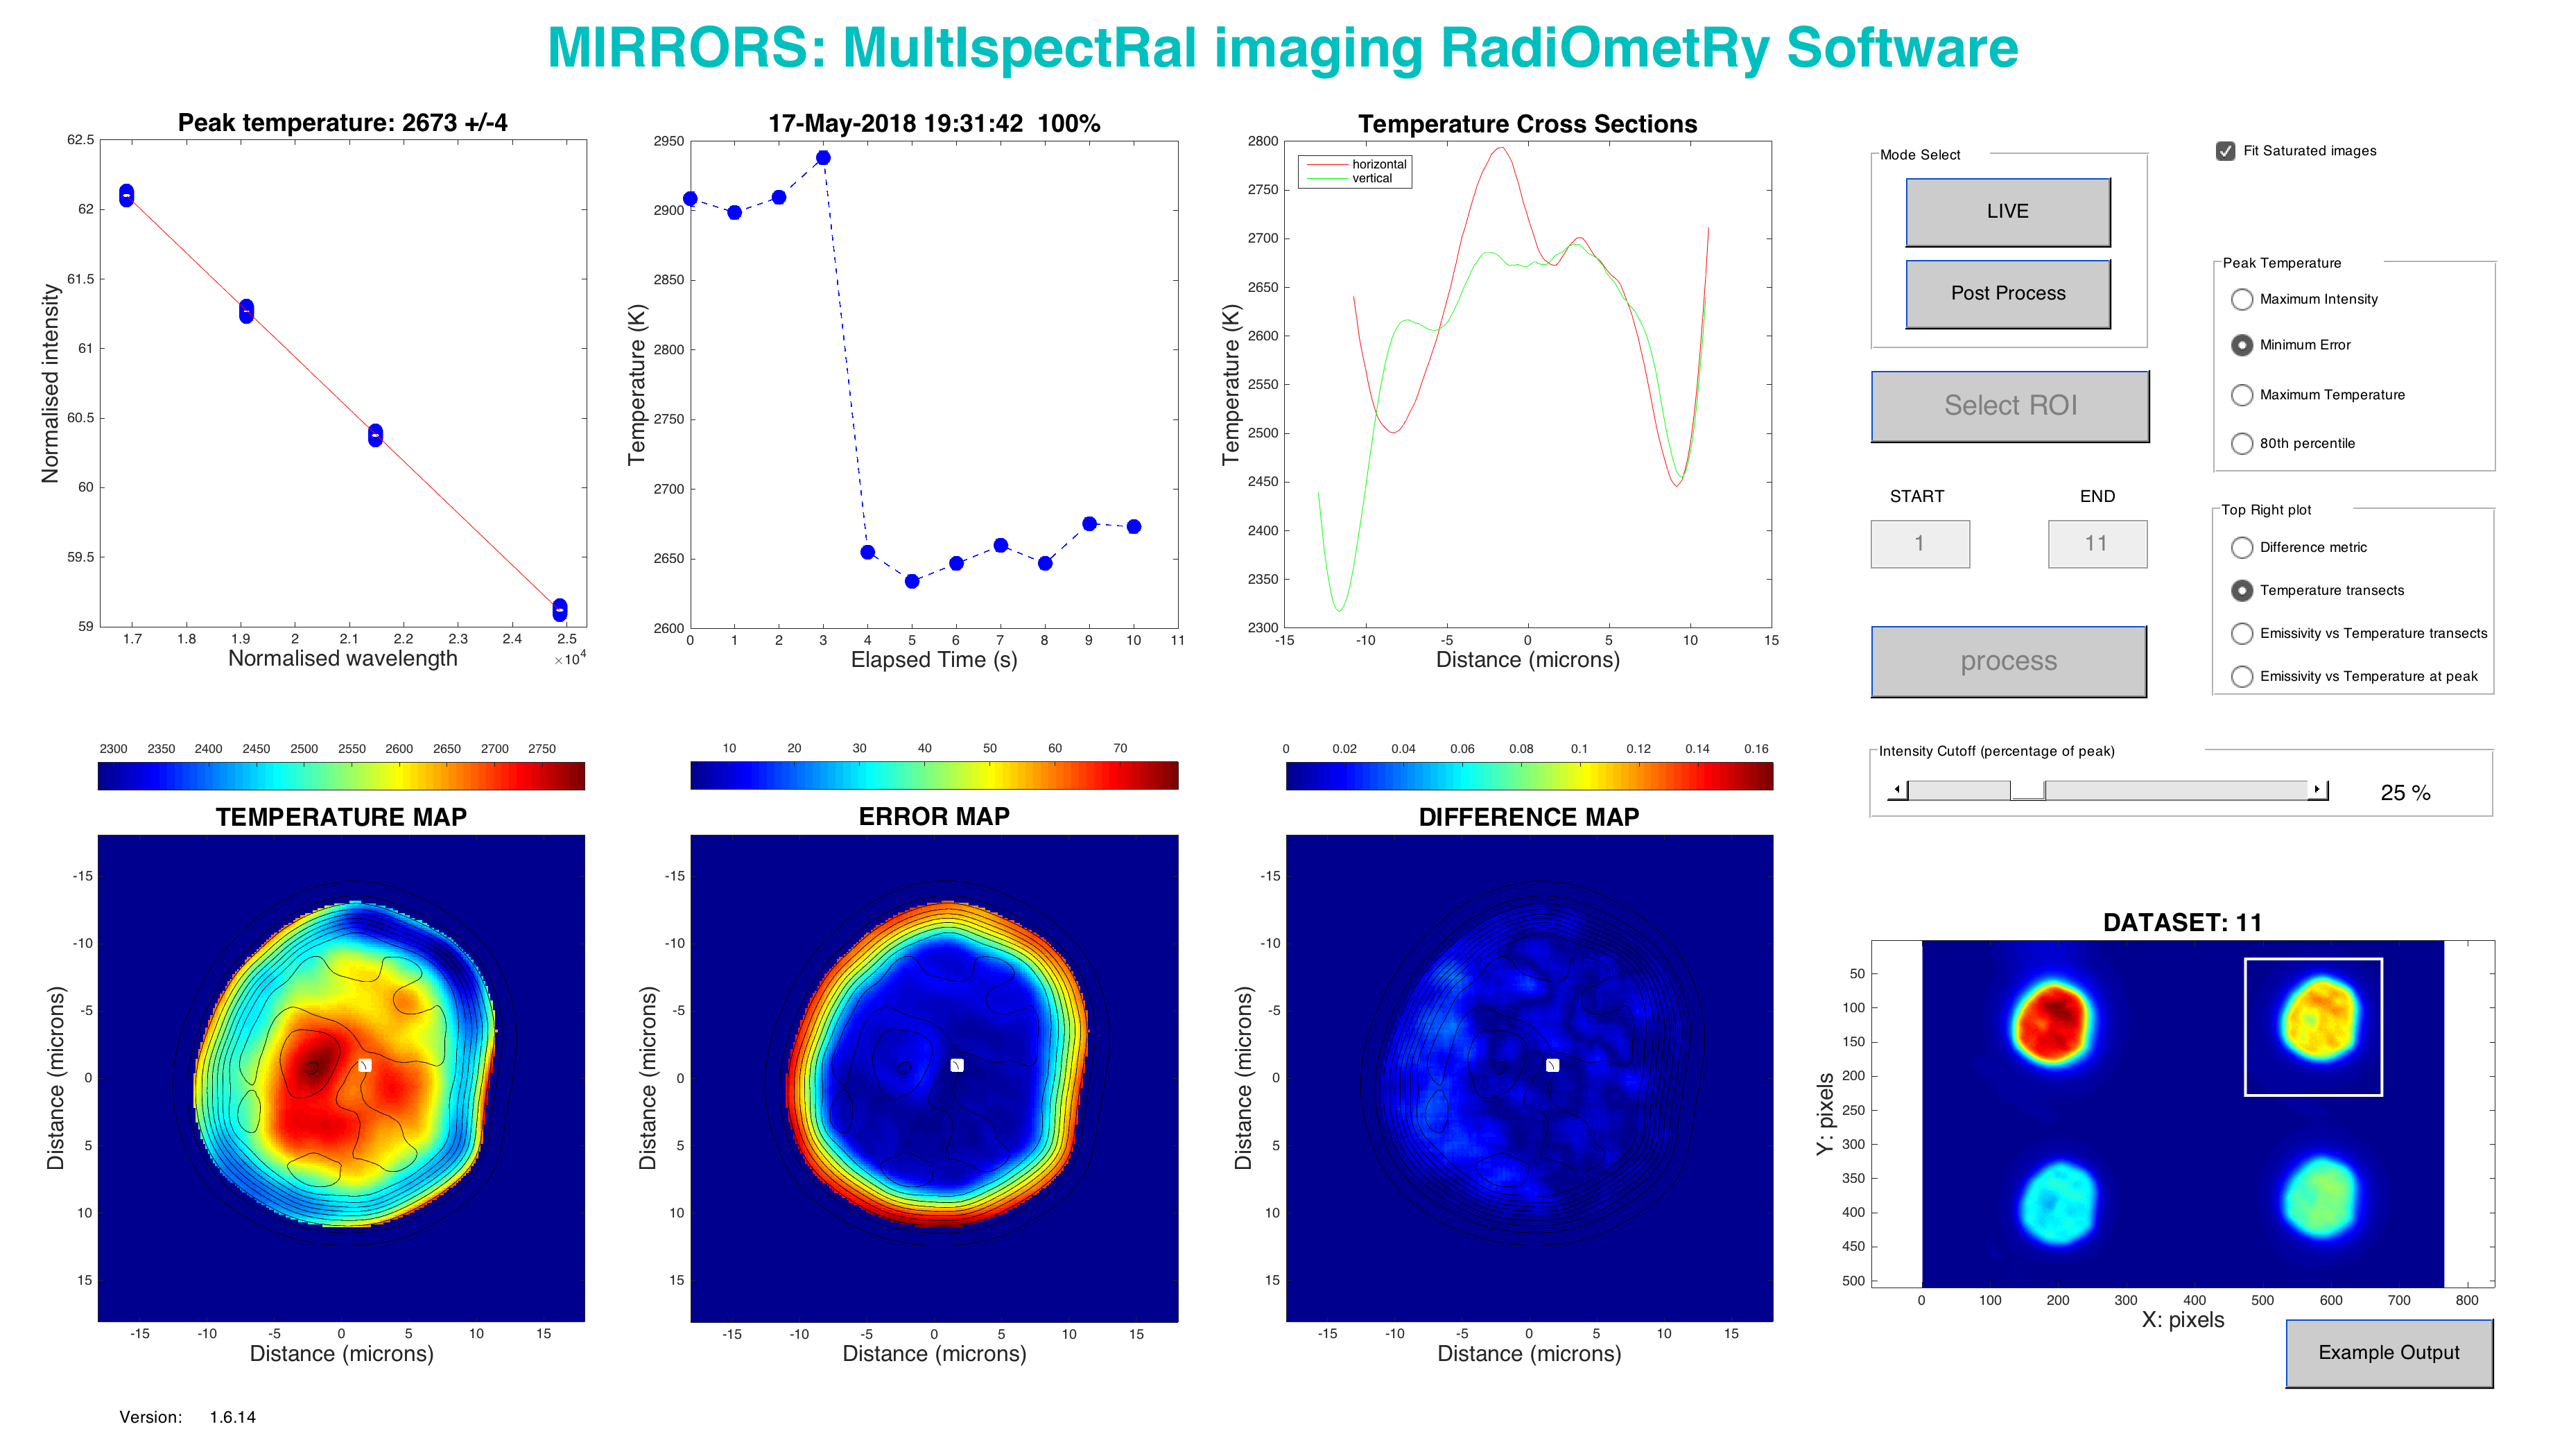 MIRRORS: MultIspectRal imaging RadiOmetRy Software
Peak temperature: 2673 +/-4
62.5
62
61.5
61
60.5
60
59.5
59
Normalised intensity
1.7 1.8 1.9 2 2.1 2.2 2.3 2.4 2.5
×10⁴
Normalised wavelength
17-May-2018 19:31:42 100%
2950
2900
2850
2800
2750
2700
2650
2600
Temperature (K)
0 1 2 3 4 5 6 7 8 9 10 11
Elapsed Time (s)
Temperature Cross Sections
horizontal
vertical
2800
2750
2700
2650
2600
2550
2500
2450
2400
2350
2300
Temperature (K)
-15 -10 -5 0 5 10 15
Distance (microns)
Mode Select
LIVE
Post Process
Select ROI
START END
1 11
process
Fit Saturated images
Peak Temperature
Maximum Intensity
Minimum Error
Maximum Temperature
80th percentile
Top Right plot
Difference metric
Temperature transects
Emissivity vs Temperature transects
Emissivity vs Temperature at peak
Intensity Cutoff (percentage of peak)
25 %
2300 2350 2400 2450 2500 2550 2600 2650 2700 2750
TEMPERATURE MAP
-15
-10
-5
0
5
10
15
Distance (microns)
-15 -10 -5 0 5 10 15
Distance (microns)
10 20 30 40 50 60 70
ERROR MAP
-15
-10
-5
0
5
10
15
Distance (microns)
-15 -10 -5 0 5 10 15
Distance (microns)
0 0.02 0.04 0.06 0.08 0.1 0.12 0.14 0.16
DIFFERENCE MAP
-15
-10
-5
0
5
10
15
Distance (microns)
-15 -10 -5 0 5 10 15
Distance (microns)
DATASET: 11
50
100
150
200
250
300
350
400
450
500
Y: pixels
0 100 200 300 400 500 600 700 800
X: pixels
Example Output
Version: 1.6.14